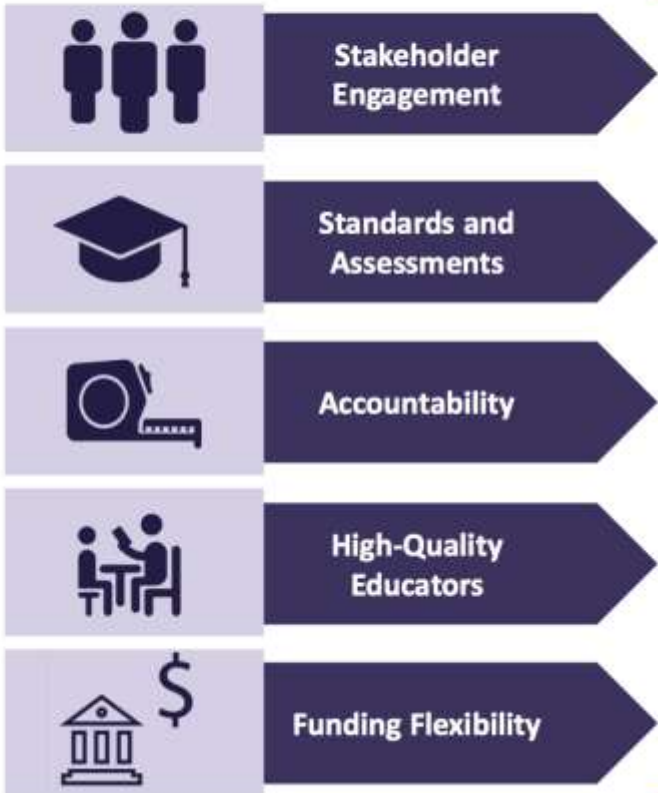 Stakeholder
Engagement
Standards and
Assessments
Accountability
High-Quality
Educators
$
Funding Flexibility